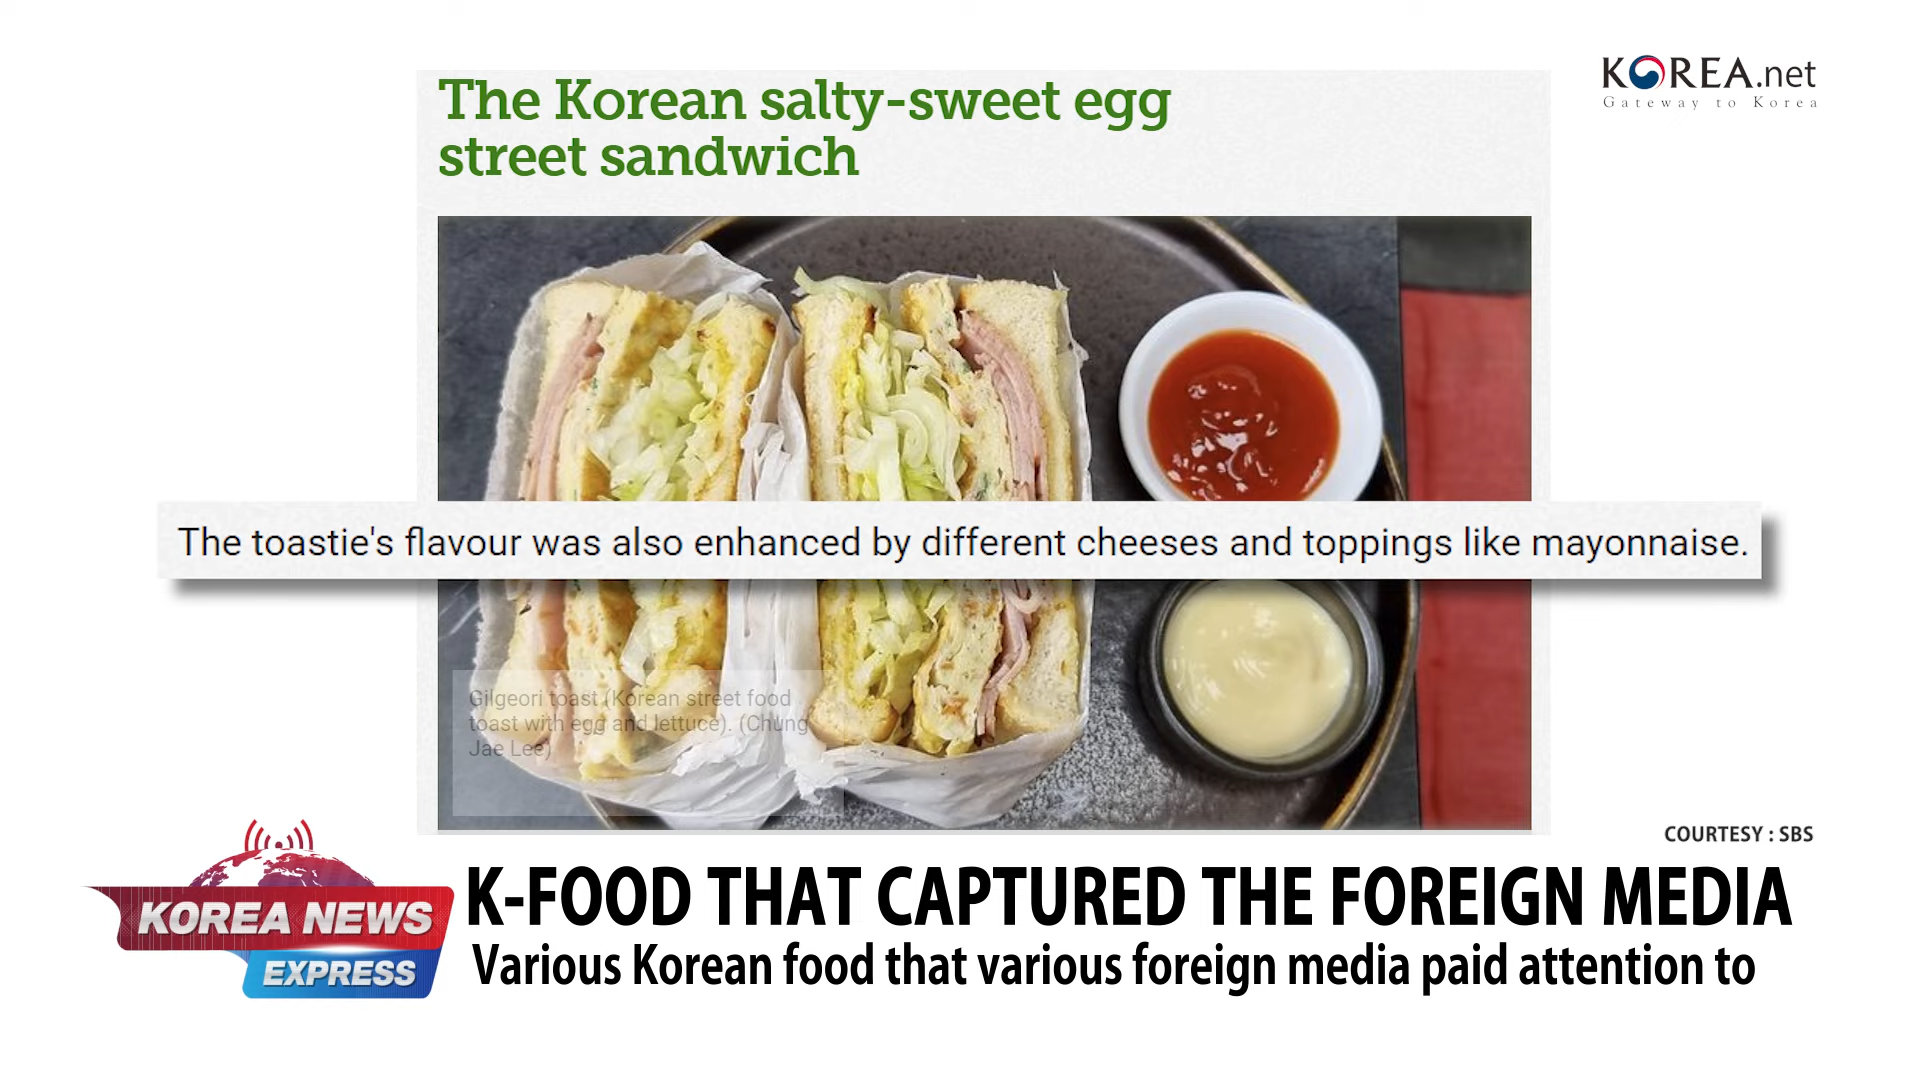 KOREA.net
Gateway to Korea
The Korean salty-sweet egg
street sandwich
The toastie's flavour was also enhanced by different cheeses and toppings like mayonnaise.
Gilgeori toast (Korean street food
toast with egg and lettuce). (Chung
Jae Lee)
COURTESY : SBS
KOREA NEWS
EXPRESS
K-FOOD THAT CAPTURED THE FOREIGN MEDIA
Various Korean food that various foreign media paid attention to